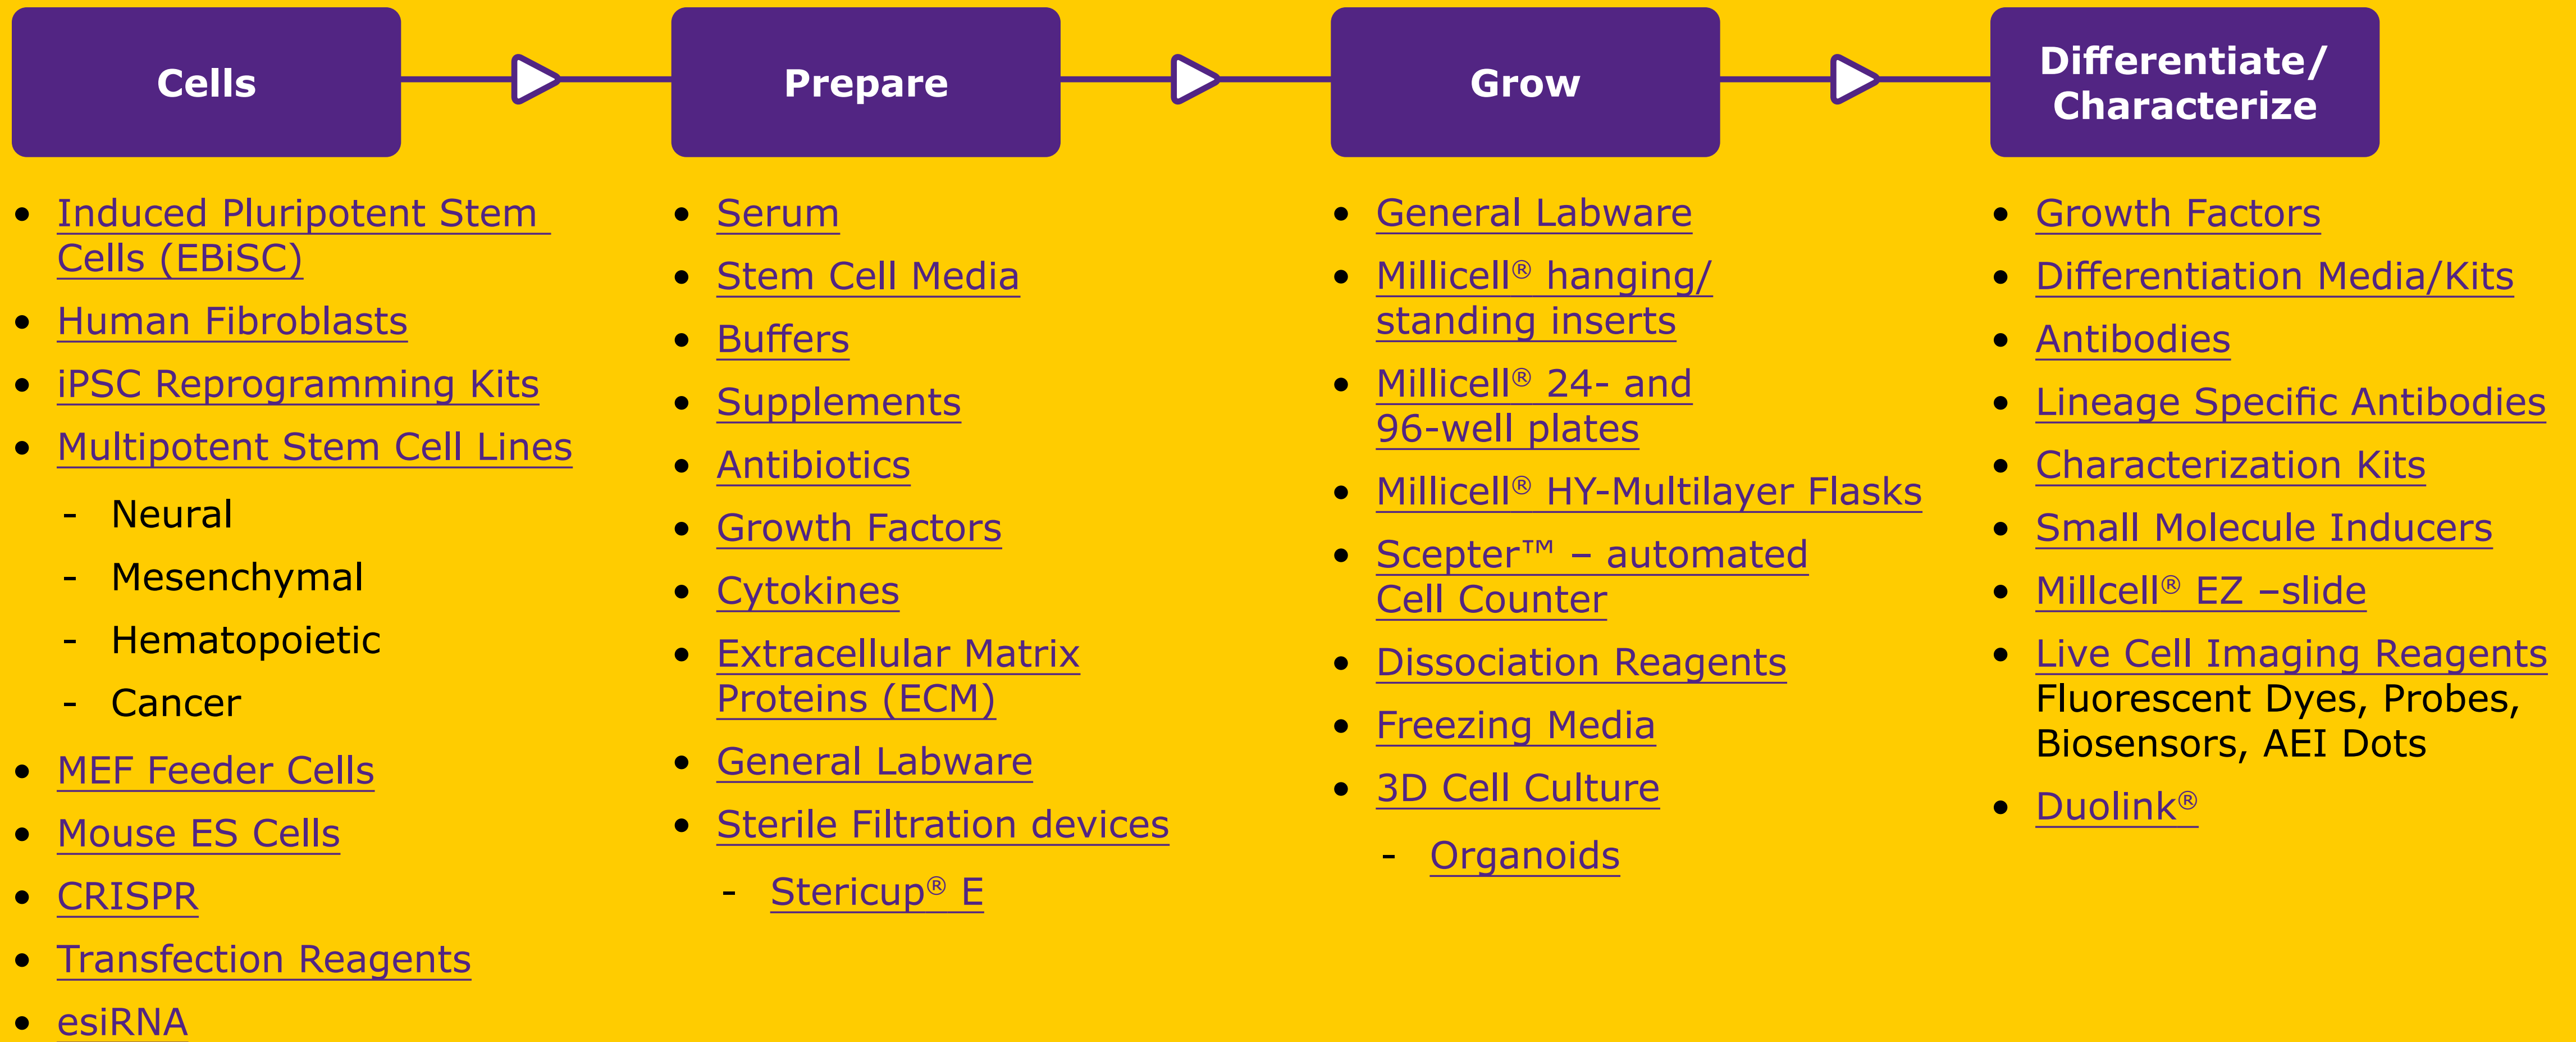 Cells
Prepare
Grow
Differentiate/
Characterize
• Induced Pluripotent Stem
Cells (EBiSC)
• Human Fibroblasts
• iPSC Reprogramming Kits
• Multipotent Stem Cell Lines
- Neural
- Mesenchymal
- Hematopoietic
- Cancer
• MEF Feeder Cells
• Mouse ES Cells
• CRISPR
• Transfection Reagents
• esiRNA
• Serum
• Stem Cell Media
• Buffers
• Supplements
• Antibiotics
• Growth Factors
• Cytokines
• Extracellular Matrix
Proteins (ECM)
• General Labware
• Sterile Filtration devices
- Stericup® E
• General Labware
• Millicell® hanging/
standing inserts
• Millicell® 24- and
96-well plates
• Millicell® HY-Multilayer Flasks
• Scepter™ – automated
Cell Counter
• Dissociation Reagents
• Freezing Media
• 3D Cell Culture
- Organoids
• Growth Factors
• Differentiation Media/Kits
• Antibodies
• Lineage Specific Antibodies
• Characterization Kits
• Small Molecule Inducers
• Millcell® EZ –slide
• Live Cell Imaging Reagents
Fluorescent Dyes, Probes,
Biosensors, AEI Dots
• Duolink®